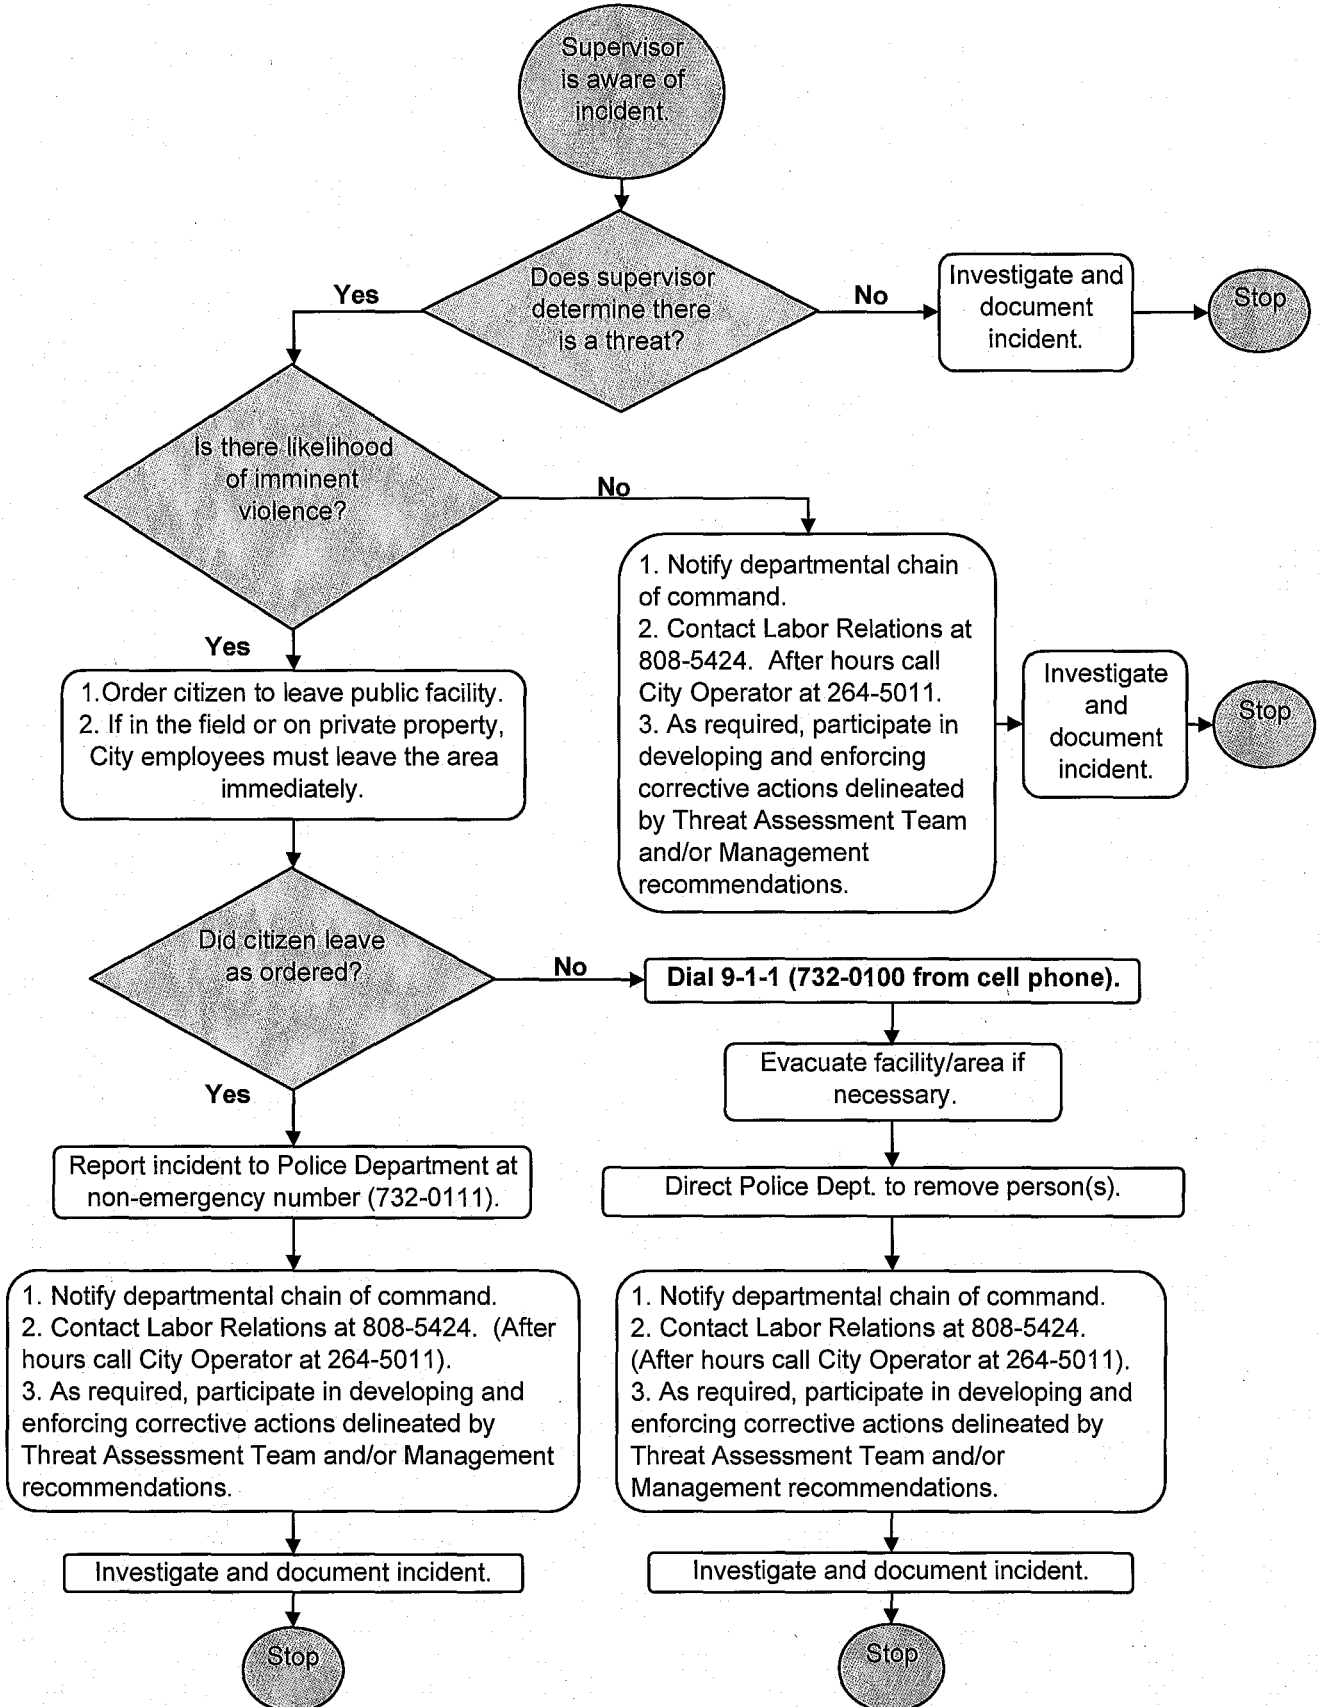 Supervisor
is aware of
incident.
Does supervisor
determine there
is a threat?
Yes
No
Investigate and
document
incident.
Stop
Is there likelihood
of imminent
violence?
No
Yes
1. Notify departmental chain
of command.
2. Contact Labor Relations at
808-5424. After hours call
City Operator at 264-5011.
3. As required, participate in
developing and enforcing
corrective actions delineated
by Threat Assessment Team
and/or Management
recommendations.
Investigate
and
document
incident.
Stop
1.Order citizen to leave public facility.
2. If in the field or on private property,
City employees must leave the area
immediately.
Did citizen leave
as ordered?
No
Yes
Dial 9-1-1 (732-0100 from cell phone).
Evacuate facility/area if
necessary.
Direct Police Dept. to remove person(s).
1. Notify departmental chain of command.
2. Contact Labor Relations at 808-5424.
(After hours call City Operator at 264-5011).
3. As required, participate in developing and
enforcing corrective actions delineated by
Threat Assessment Team and/or
Management recommendations.
Investigate and document incident.
Stop
Report incident to Police Department at
non-emergency number (732-0111).
1. Notify departmental chain of command.
2. Contact Labor Relations at 808-5424. (After
hours call City Operator at 264-5011).
3. As required, participate in developing and
enforcing corrective actions delineated by
Threat Assessment Team and/or Management
recommendations.
Investigate and document incident.
Stop